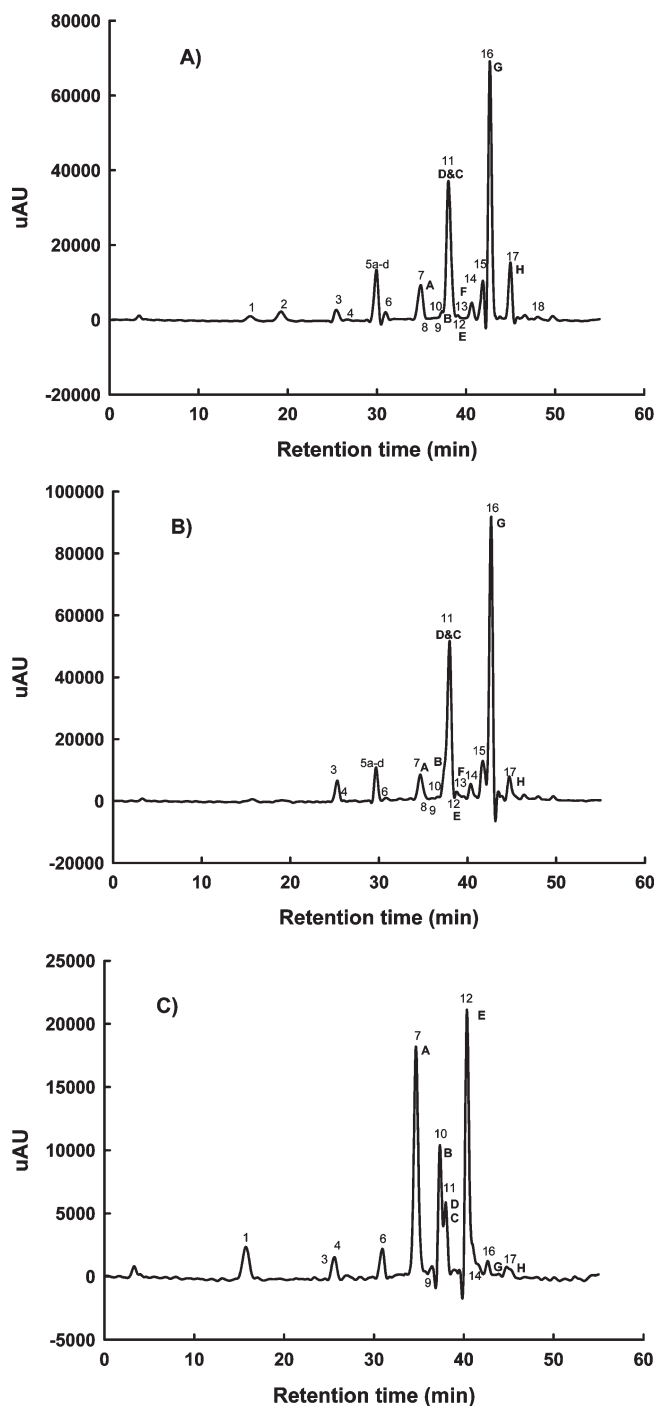 80000
A)
16
G
60000
uAU
40000
11
D&C
20000
5a-d
7
A
F
14
15
17
H
1
2
3
4
6
10
13
18
0
8
9
B
12
E
-20000
0
10
20
30
40
50
60
Retention time (min)
100000
B)
16
G
80000
uAU
60000
11
D&C
40000
20000
3
5a-d
7
A
B
F
15
17
H
4
6
10
13
14
0
8
9
12
E
-20000
0
10
20
30
40
50
60
Retention time (min)
25000
C)
12
E
20000
7
A
uAU
15000
10
B
10000
11
D
C
5000
1
3
4
6
16
G
17
H
0
9
14
-5000
0
10
20
30
40
50
60
Retention time (min)